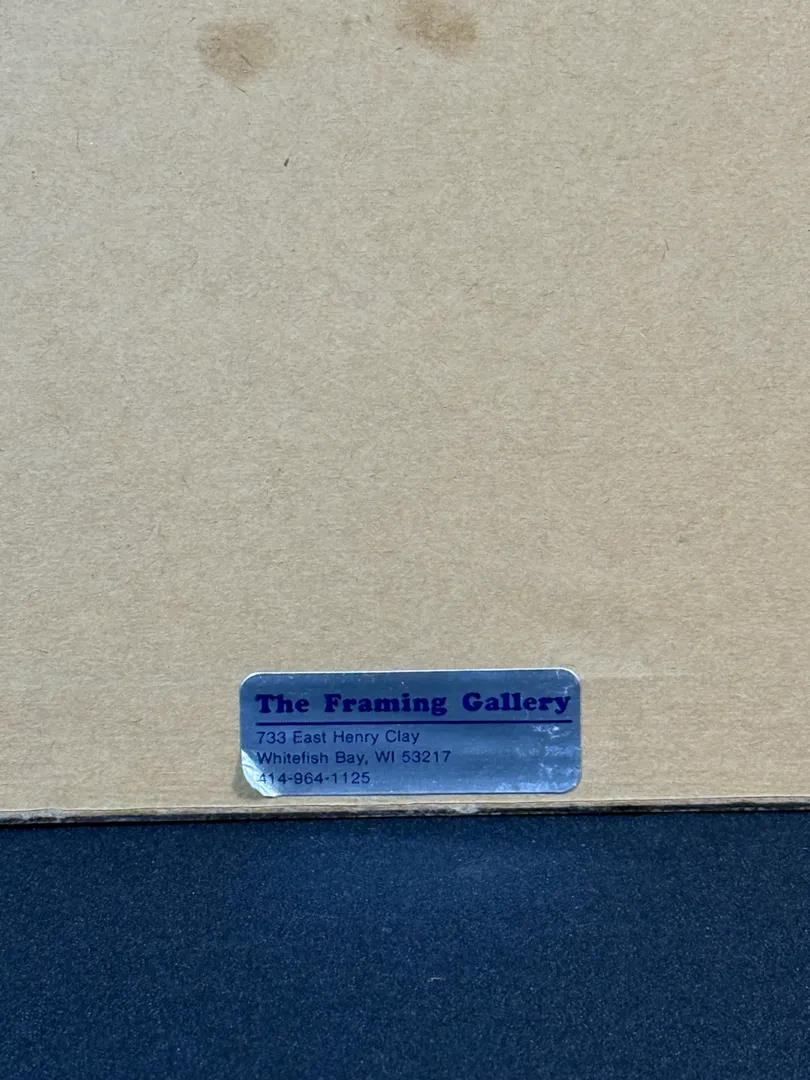 The Framing Gallery
733 East Henry Clay
Whitefish Bay, WI 53217
414-964-1125